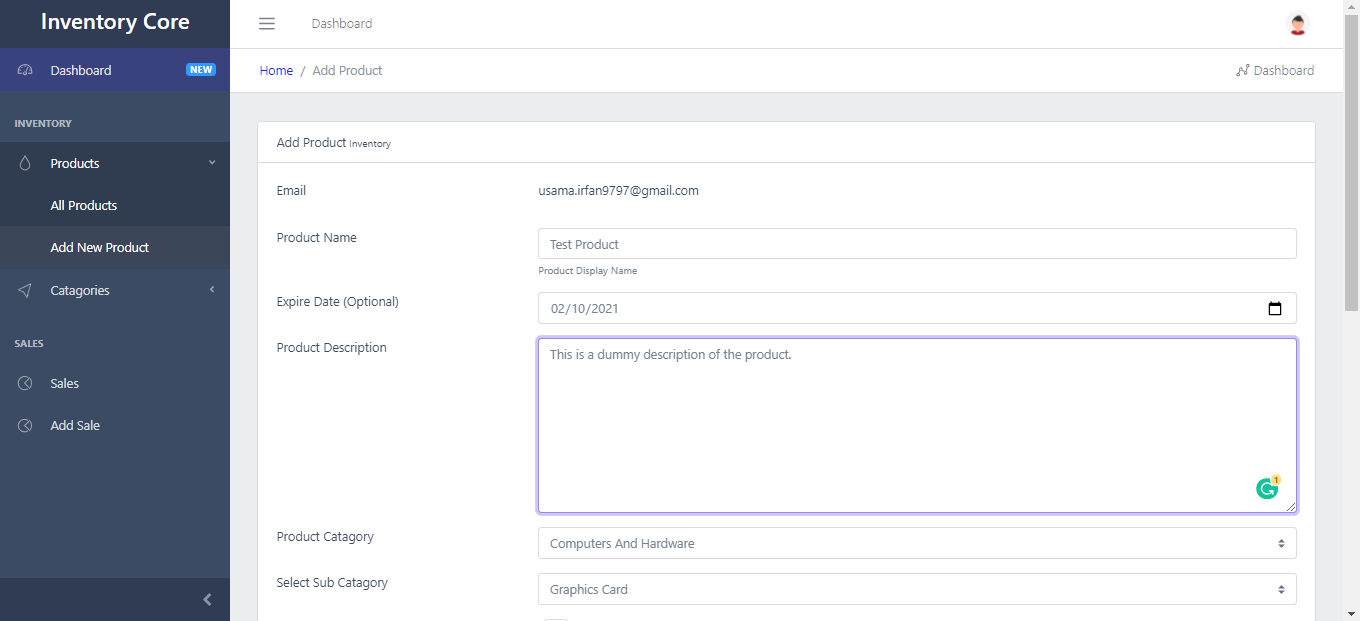 Inventory Core
Dashboard
Dashboard NEW
Home / Add Product
Dashboard
INVENTORY
Products
All Products
Add New Product
Catagories
SALES
Sales
Add Sale
Add Product Inventory
Email
usama.irfan9797@gmail.com
Product Name
Test Product
Product Display Name
Expire Date (Optional)
02/10/2021
Product Description
This is a dummy description of the product.
1
Product Catagory
Computers And Hardware
Select Sub Catagory
Graphics Card